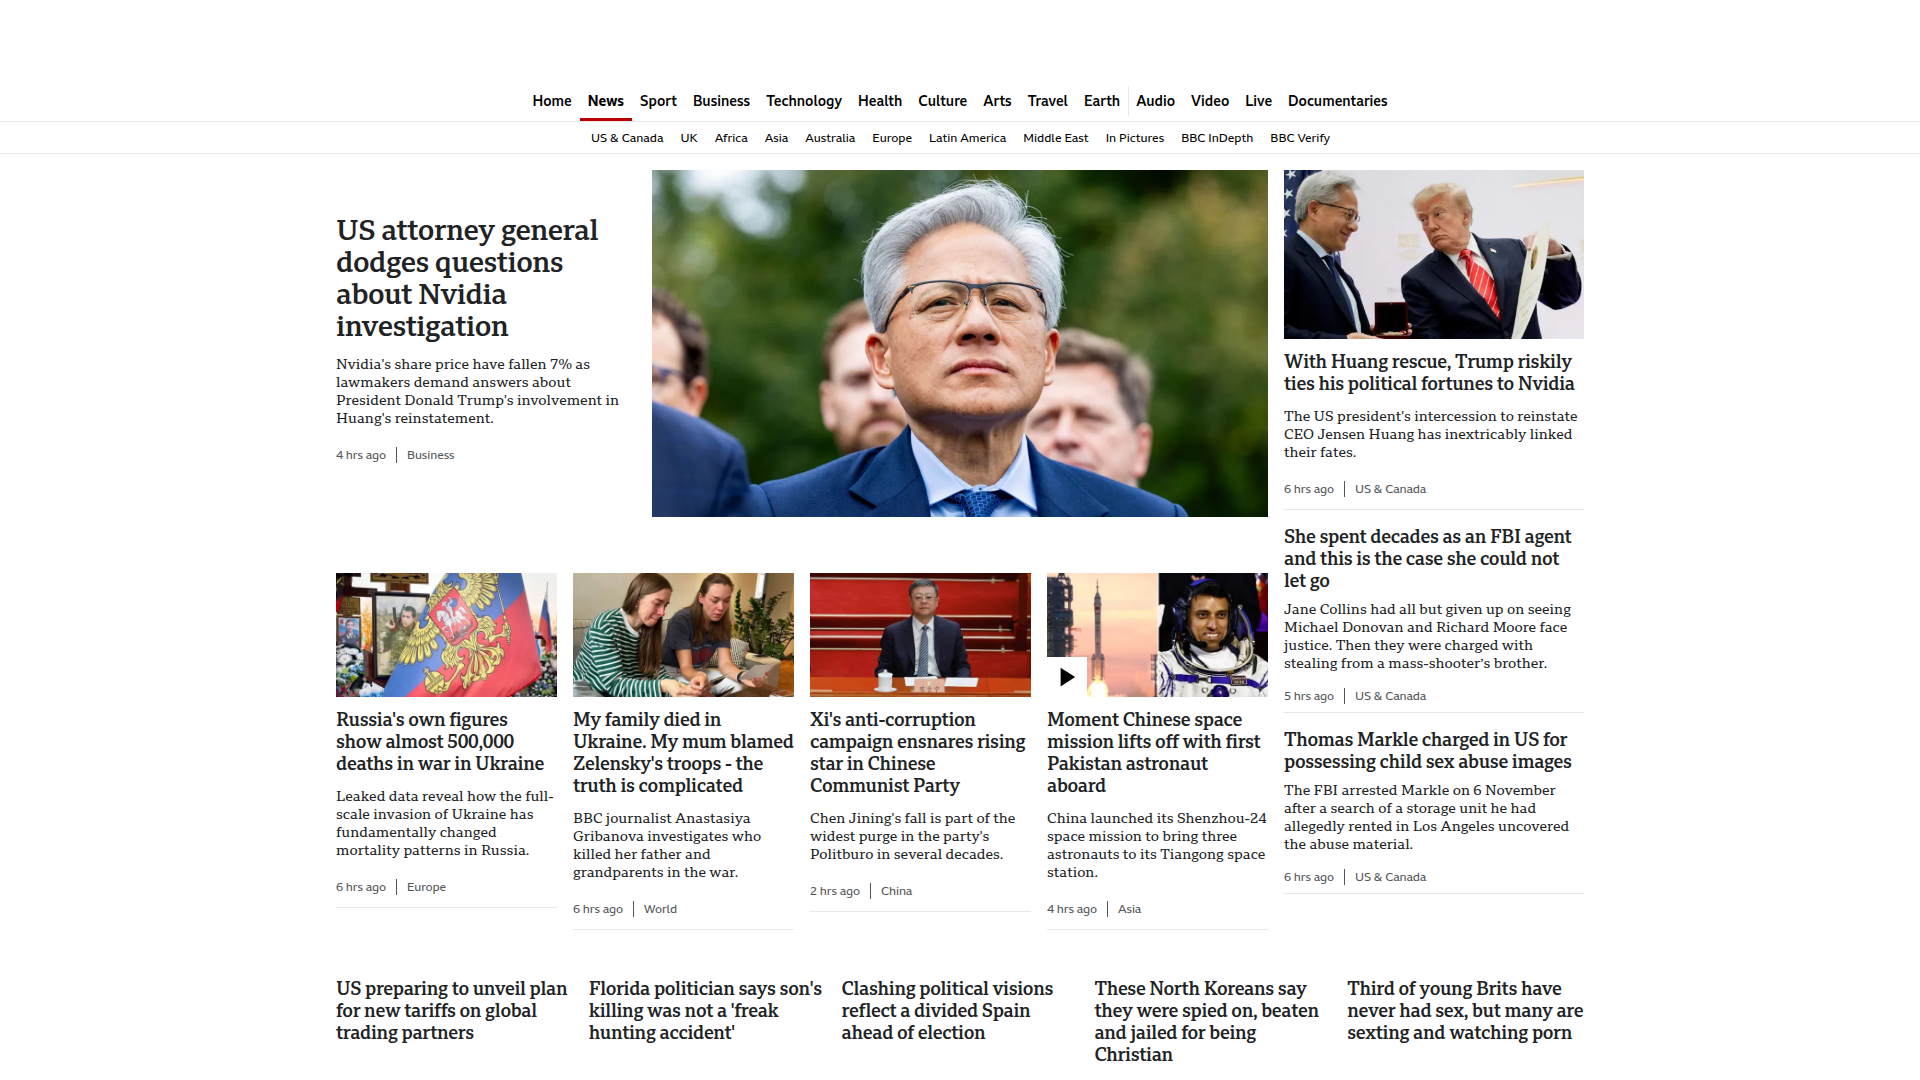 Home News Sport Business Technology Health Culture Arts Travel Earth Audio Video Live Documentaries
US & Canada UK Africa Asia Australia Europe Latin America Middle East In Pictures BBC InDepth BBC Verify
US attorney general
dodges questions
about Nvidia
investigation
Nvidia's share price have fallen 7% as
lawmakers demand answers about
President Donald Trump's involvement in
Huang's reinstatement.
4 hrs ago Business
With Huang rescue, Trump riskily
ties his political fortunes to Nvidia
The US president's intercession to reinstate
CEO Jensen Huang has inextricably linked
their fates.
6 hrs ago US & Canada
She spent decades as an FBI agent
and this is the case she could not
let go
Jane Collins had all but given up on seeing
Michael Donovan and Richard Moore face
justice. Then they were charged with
stealing from a mass-shooter’s brother.
5 hrs ago US & Canada
Thomas Markle charged in US for
possessing child sex abuse images
The FBI arrested Markle on 6 November
after a search of a storage unit he had
allegedly rented in Los Angeles uncovered
the abuse material.
6 hrs ago US & Canada
Russia's own figures
show almost 500,000
deaths in war in Ukraine
Leaked data reveal how the full-
scale invasion of Ukraine has
fundamentally changed
mortality patterns in Russia.
6 hrs ago Europe
My family died in
Ukraine. My mum blamed
Zelensky's troops - the
truth is complicated
BBC journalist Anastasiya
Gribanova investigates who
killed her father and
grandparents in the war.
6 hrs ago World
Xi's anti-corruption
campaign ensnares rising
star in Chinese
Communist Party
Chen Jining's fall is part of the
widest purge in the party's
Politburo in several decades.
2 hrs ago China
Moment Chinese space
mission lifts off with first
Pakistan astronaut
aboard
China launched its Shenzhou-24
space mission to bring three
astronauts to its Tiangong space
station.
4 hrs ago Asia
US preparing to unveil plan
for new tariffs on global
trading partners
Florida politician says son's
killing was not a 'freak
hunting accident'
Clashing political visions
reflect a divided Spain
ahead of election
These North Koreans say
they were spied on, beaten
and jailed for being
Christian
Third of young Brits have
never had sex, but many are
sexting and watching porn